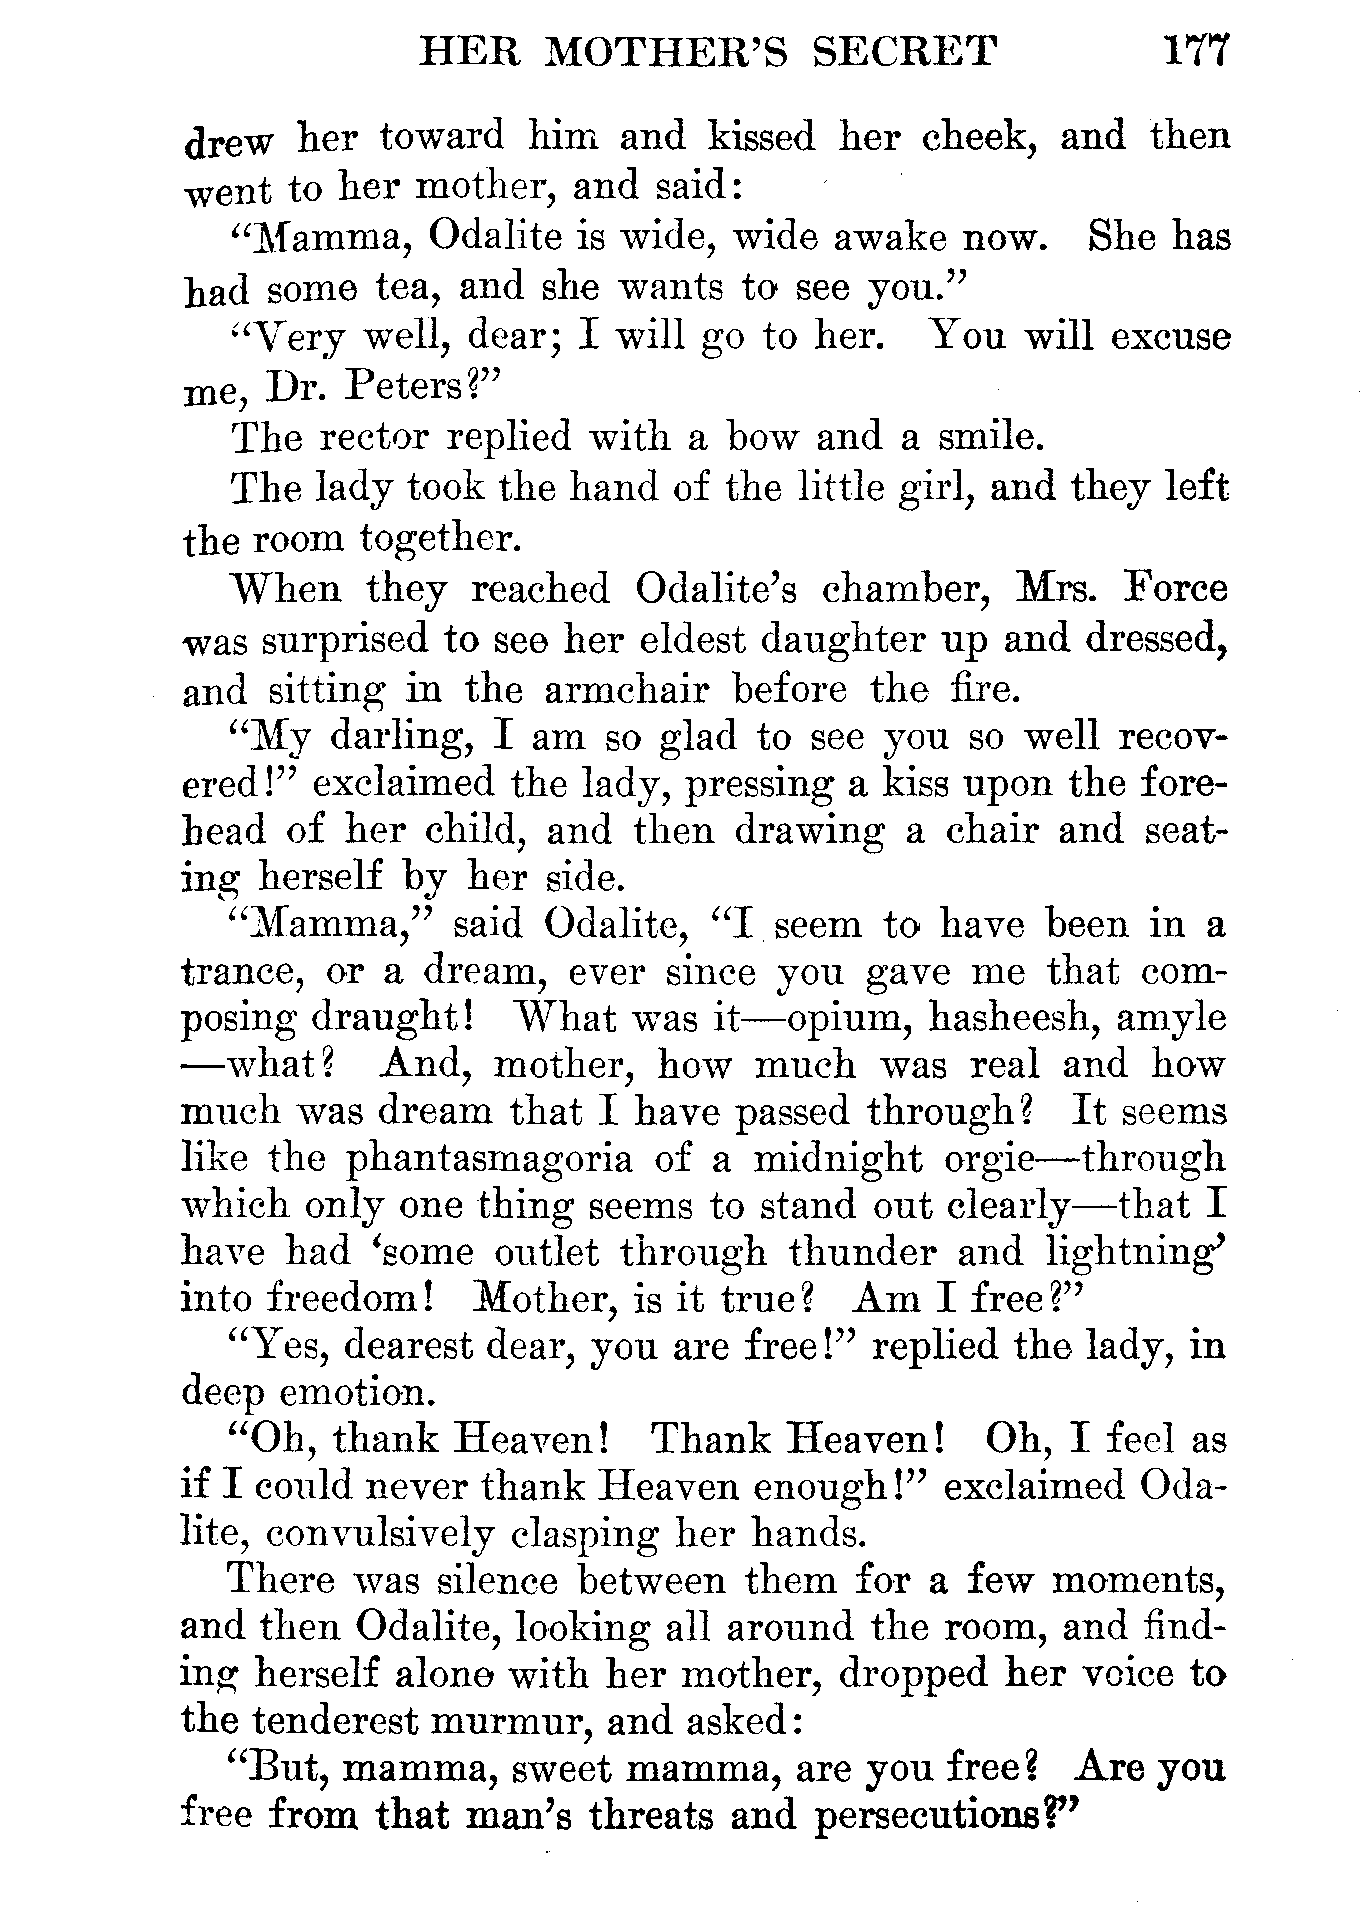 HER MOTHER'S SECRET 177
drew her toward him and kissed her cheek, and then
went to her mother, and said:
"Mamma, Odalite is wide, wide awake now. She has
had some tea, and she wants to see you."
"Very well, dear; I will go to her. You will excuse
me, Dr. Peters?"
The rector replied with a bow and a smile.
The lady took the hand of the little girl, and they left
the room together.
When they reached Odalite's chamber, Mrs. Force
was surprised to see her eldest daughter up and dressed,
and sitting in the armchair before the fire.
"My darling, I am so glad to see you so well recov-
ered!" exclaimed the lady, pressing a kiss upon the fore-
head of her child, and then drawing a chair and seat-
ing herself by her side.
"Mamma," said Odalite, "I seem to have been in a
trance, or a dream, ever since you gave me that com-
posing draught! What was it—opium, hasheesh, amyle
—what? And, mother, how much was real and how
much was dream that I have passed through? It seems
like the phantasmagoria of a midnight orgie—through
which only one thing seems to stand out clearly—that I
have had 'some outlet through thunder and lightning'
into freedom! Mother, is it true? Am I free?"
"Yes, dearest dear, you are free!" replied the lady, in
deep emotion.
"Oh, thank Heaven! Thank Heaven! Oh, I feel as
if I could never thank Heaven enough!" exclaimed Oda-
lite, convulsively clasping her hands.
There was silence between them for a few moments,
and then Odalite, looking all around the room, and find-
ing herself alone with her mother, dropped her voice to
the tenderest murmur, and asked:
"But, mamma, sweet mamma, are you free? Are you
free from that man's threats and persecutions?"